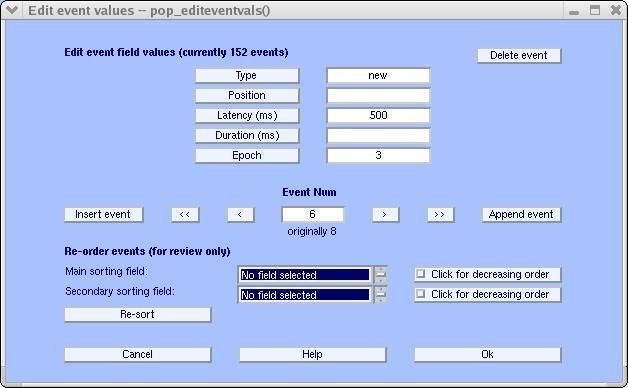 Edit event values -- pop_editeventvals()
Edit event field values (currently 152 events)
Delete event
Type new
Position
Latency (ms) 500
Duration (ms)
Epoch 3
Event Num
Insert event << < 6 > >> Append event
originally 8
Re-order events (for review only)
Main sorting field: No field selected Click for decreasing order
Secondary sorting field: No field selected Click for decreasing order
Re-sort
Cancel Help Ok